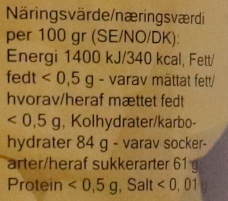 Näringsvärde/næringsværdi
per 100 gr (SE/NO/DK):
Energi 1400 kJ/340 kcal, Fett/
fedt < 0,5 g - varav mättat fett/
hvorav/heraf mættet fedt
< 0,5 g, Kolhydrater/karbo-
hydrater 84 g - varav socker-
arter/heraf sukkerarter 61 g
Protein < 0,5 g, Salt < 0, 01 g